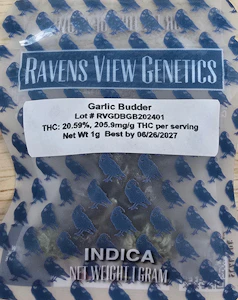 RAVENS VIEW GENETICS
Garlic Budder
Lot # RVGDBGB202401
THC: 20.59%, 205.9mg/g THC per serving
Net Wt 1g Best by 06/26/2027
INDICA
NET WEIGHT 1 GRAM